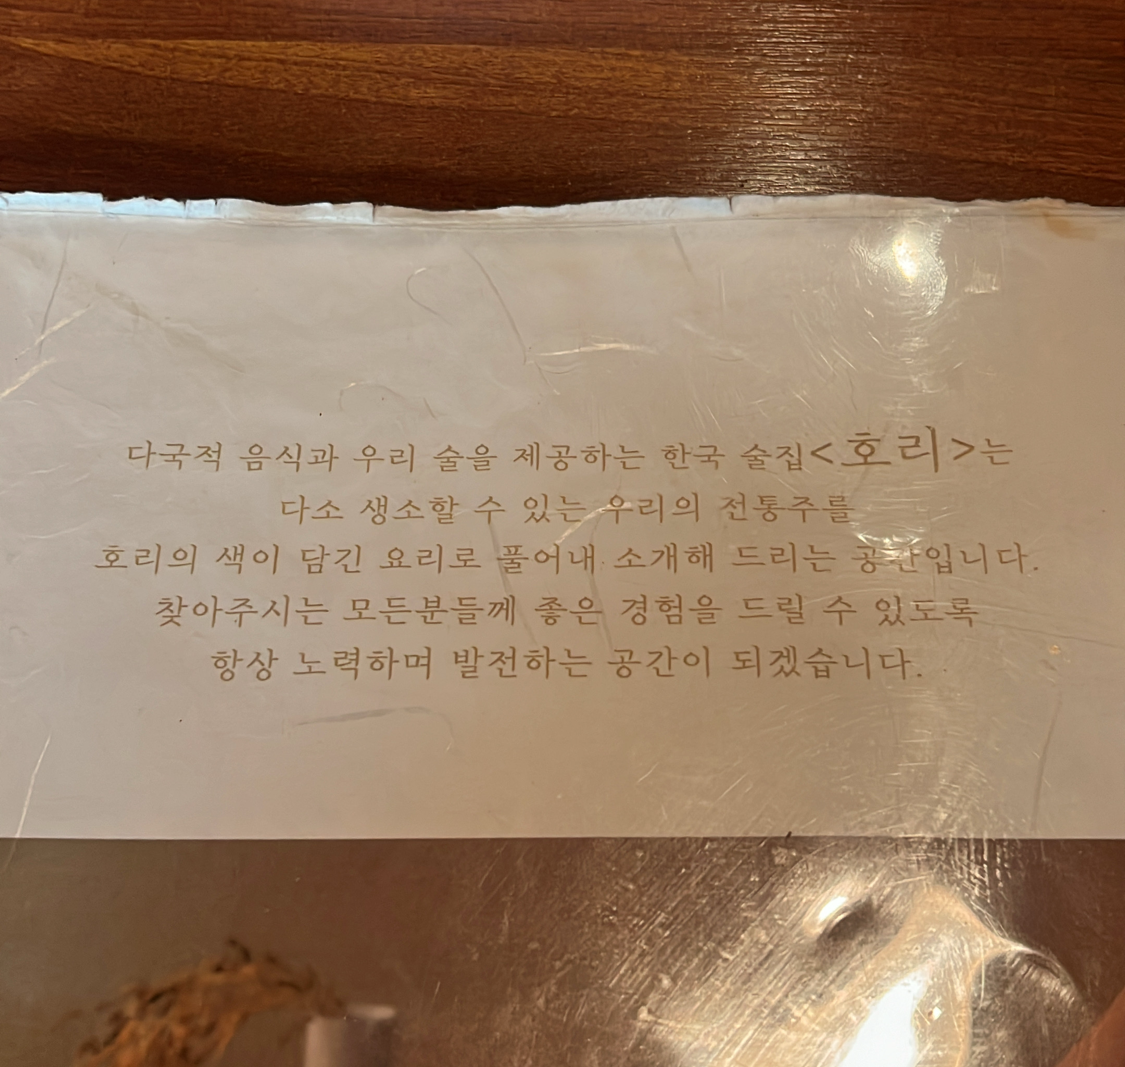 다국적 음식과 우리 술을 제공하는 한국 술집<호리>는
다소 생소할 수 있는 우리의 전통주를
호리의 색이 담긴 요리로 풀어내 소개해 드리는 공간입니다.
찾아주시는 모든분들께 좋은 경험을 드릴 수 있도록
항상 노력하며 발전하는 공간이 되겠습니다.